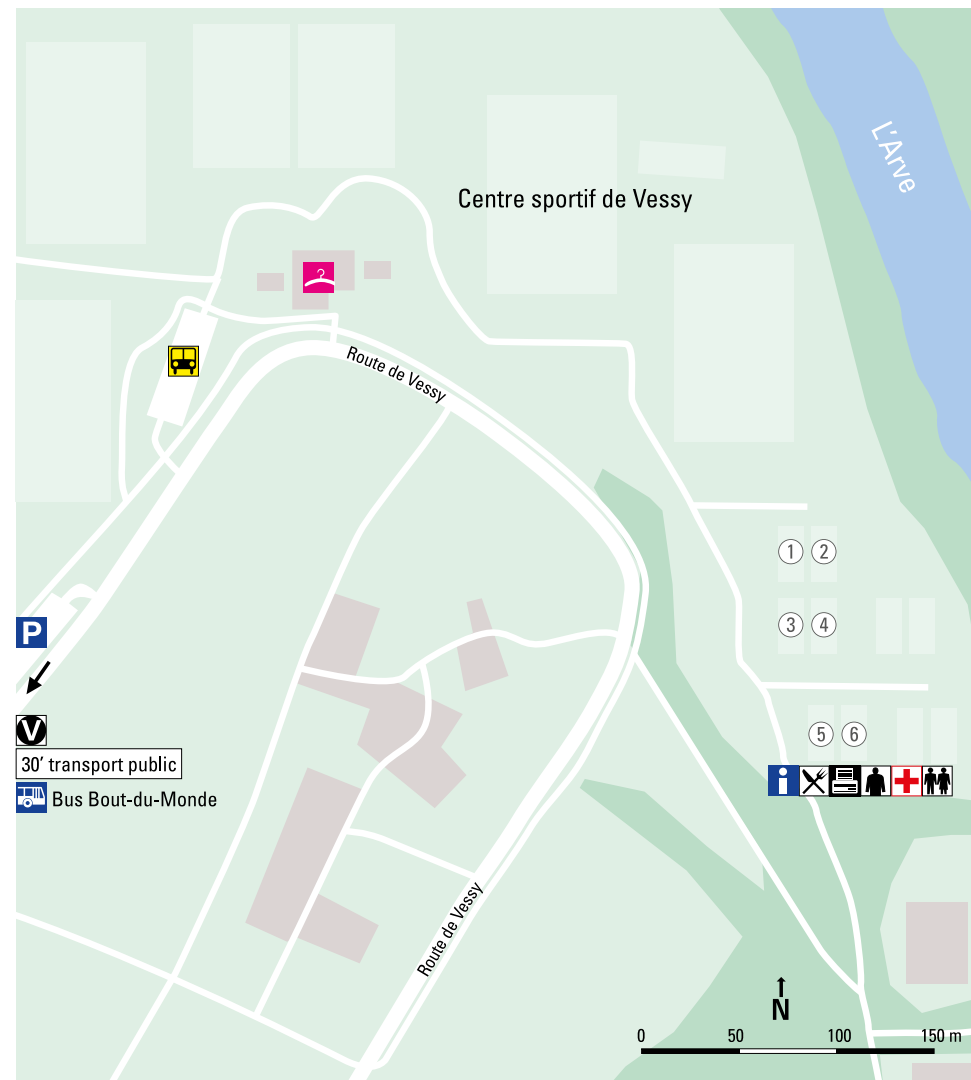 L'Arve
Centre sportif de Vessy
?
Route de Vessy
1 2
3 4
P
V
5 6
30' transport public
i
Bus Bout-du-Monde
Route de Vessy
N
0 50 100 150 m